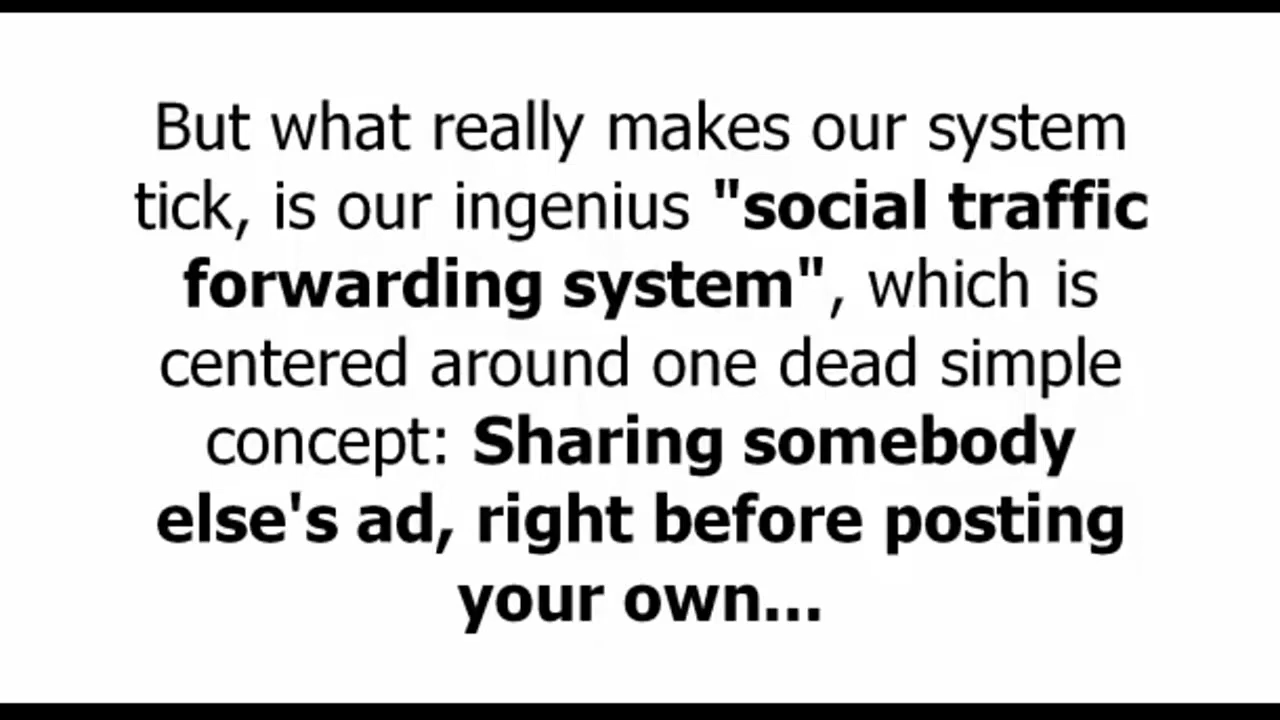 But what really makes our system
tick, is our ingenius "social traffic
forwarding system", which is
centered around one dead simple
concept: Sharing somebody
else's ad, right before posting
your own...